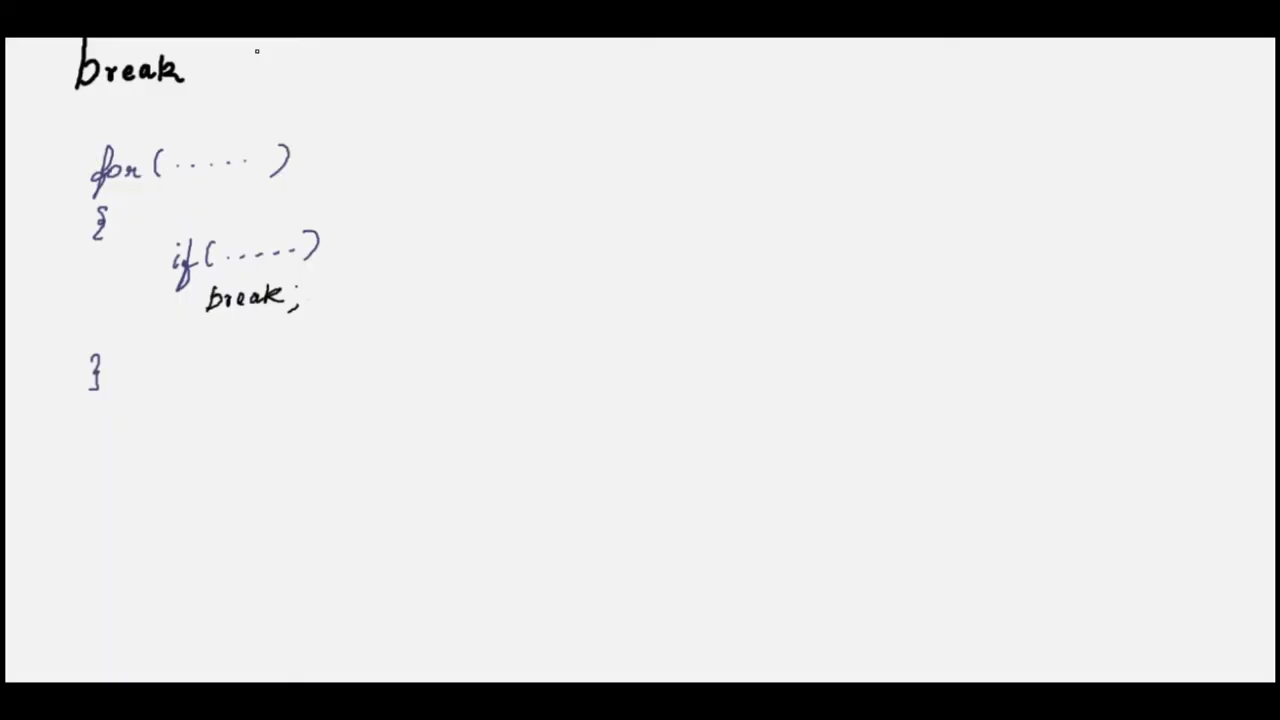 break
for(.....)
{
if(.....)
break;
}